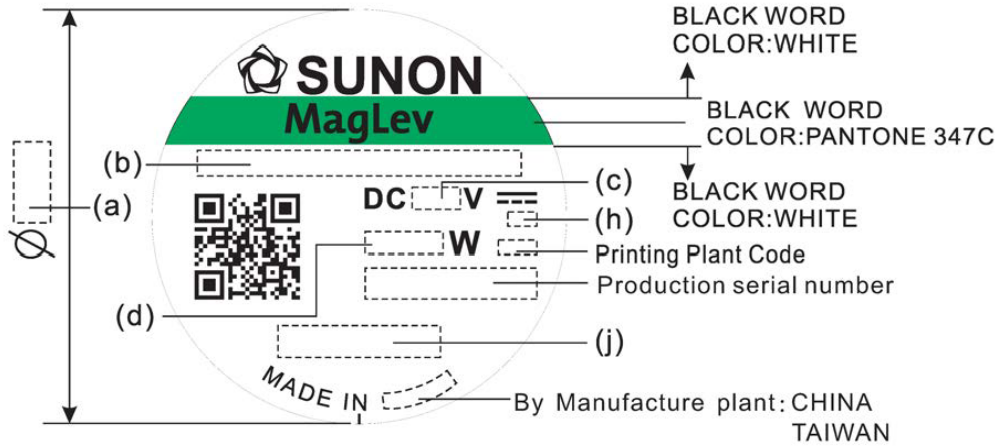 BLACK WORD
COLOR:WHITE
SUNON
MagLev
BLACK WORD
COLOR:PANTONE 347C
(b)
(c)
DC V
BLACK WORD
COLOR:WHITE
(a)
(h)
Ø
W
Printing Plant Code
Production serial number
(d)
(j)
MADE IN
By Manufacture plant: CHINA
TAIWAN